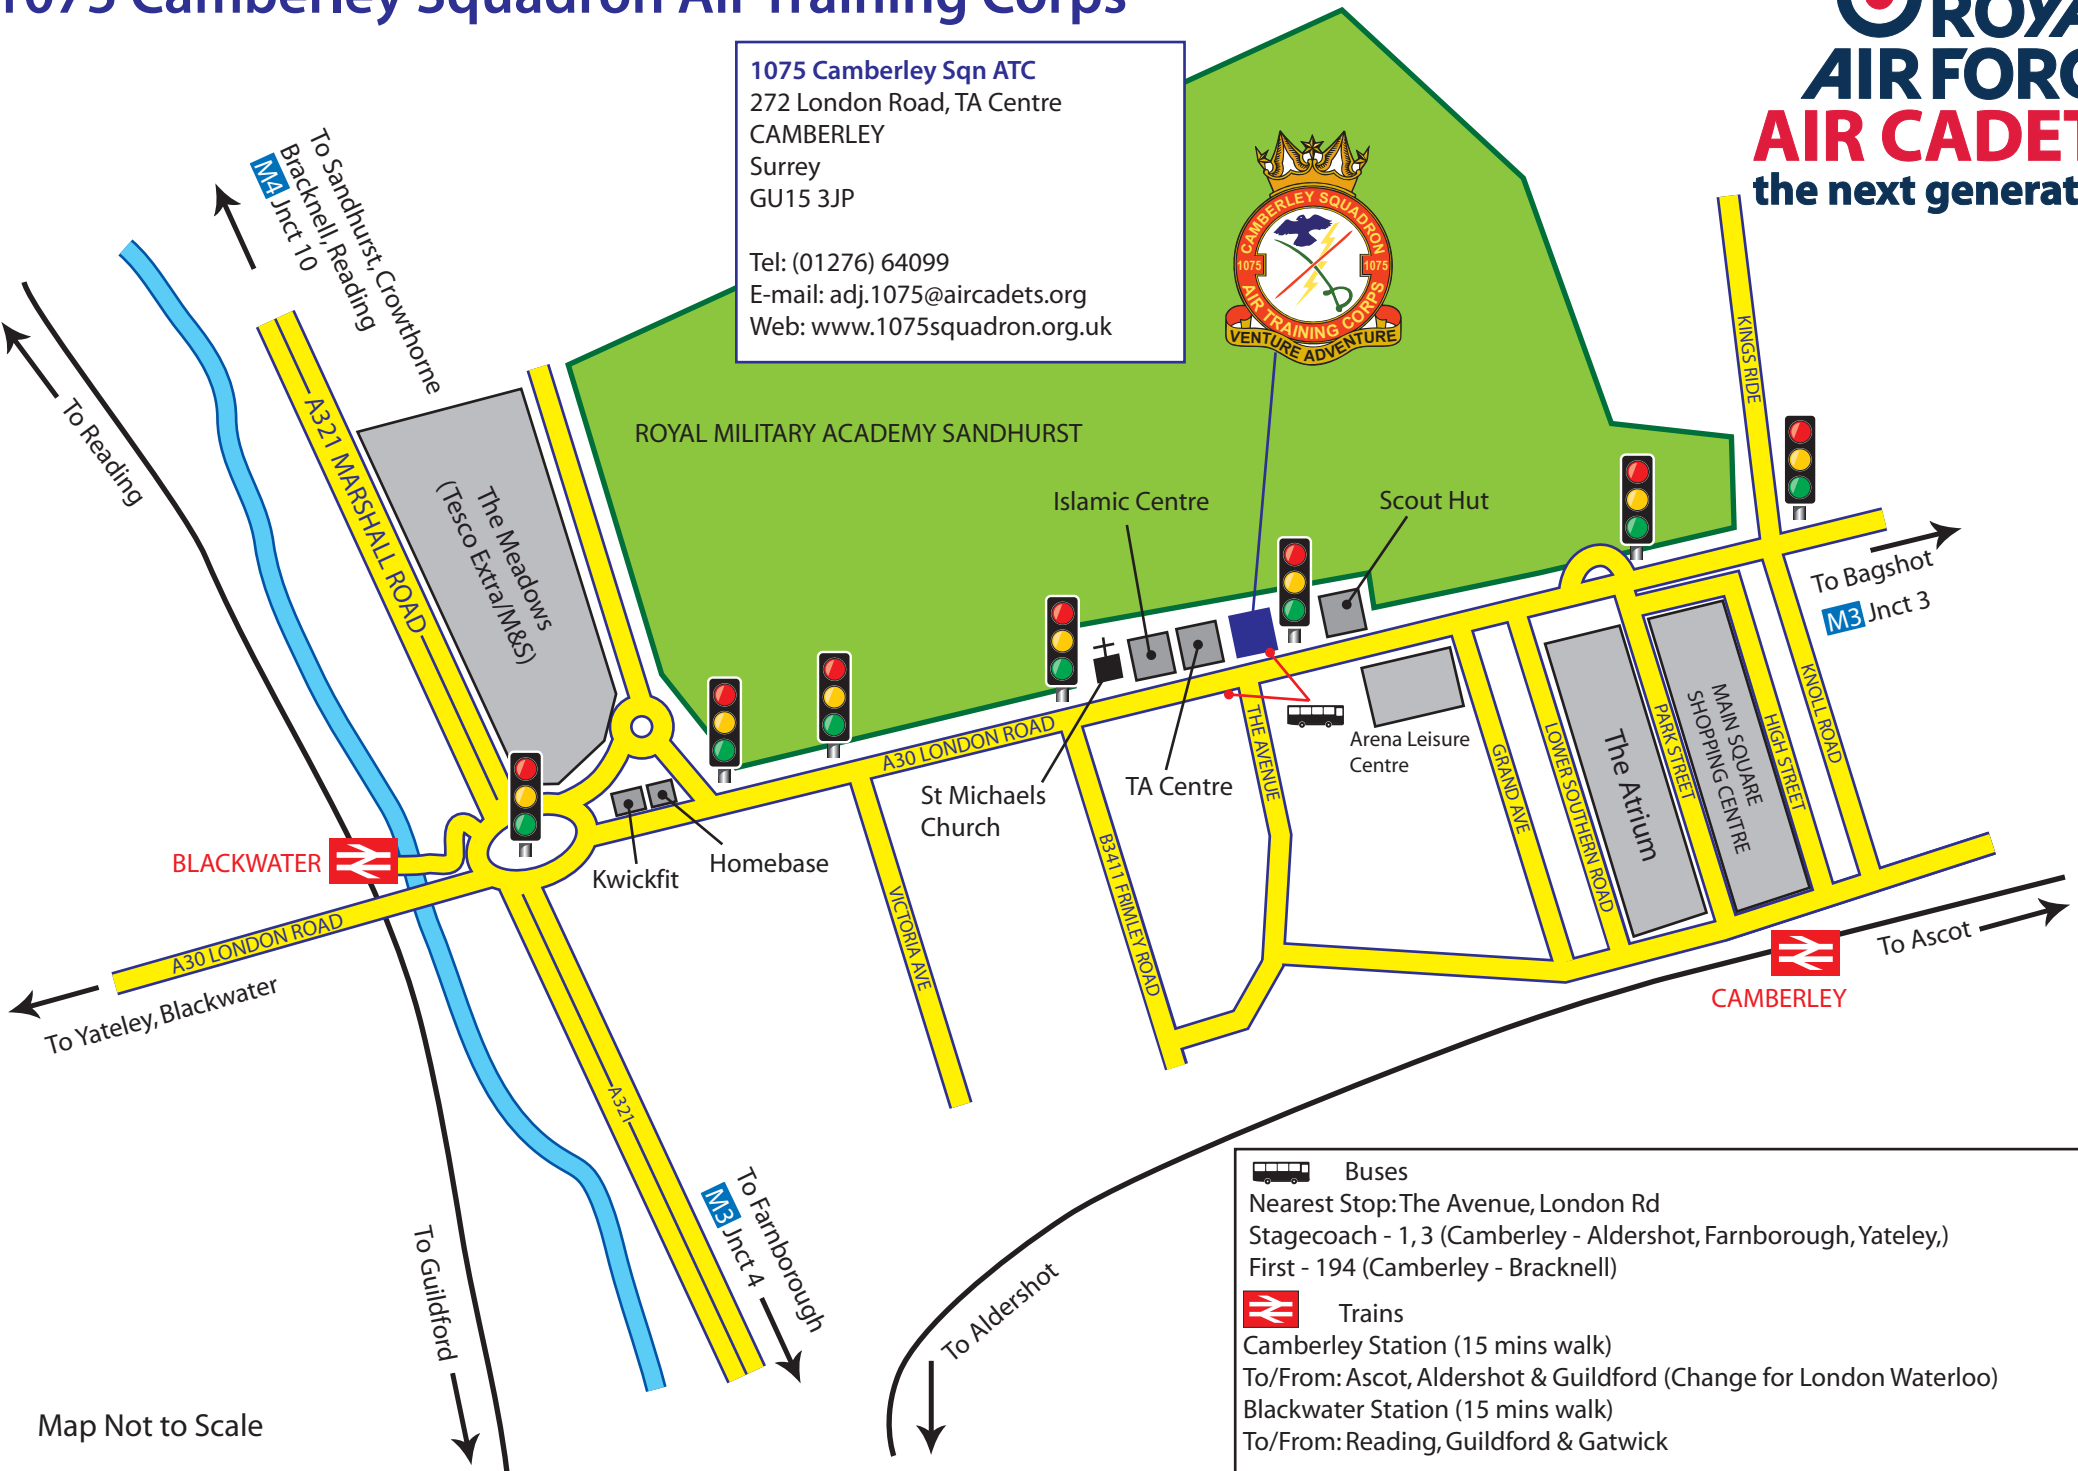 1075 Camberley Squadron Air Training Corps
ROYA
AIR FORC
AIR CADET
the next generat
1075 Camberley Sqn ATC
272 London Road, TA Centre
CAMBERLEY
Surrey
GU15 3JP
Tel: (01276) 64099
E-mail: adj.1075@aircadets.org
Web: www.1075squadron.org.uk
CAMBERLEY SQUADRON
1075
1075
AIR TRAINING CORPS
VENTURE ADVENTURE
To Sandhurst, Crowthorne
Bracknell, Reading
M4 Jnct 10
To Reading
A321 MARSHALL ROAD
The Meadows
(Tesco Extra/M&S)
ROYAL MILITARY ACADEMY SANDHURST
Islamic Centre
Scout Hut
KINGS RIDE
To Bagshot
M3 Jnct 3
BLACKWATER
Kwickfit
Homebase
A30 LONDON ROAD
St Michaels
Church
TA Centre
THE AVENUE
Arena Leisure
Centre
GRAND AVE
LOWER SOUTHERN ROAD
The Atrium
PARK STREET
MAIN SQUARE
SHOPPING CENTRE
HIGH STREET
KNOLL ROAD
A30 LONDON ROAD
To Yateley, Blackwater
VICTORIA AVE
B3411 FRIMLEY ROAD
To Ascot
CAMBERLEY
A321
To Farnborough
M3 Jnct 4
To Guildford
To Aldershot
Map Not to Scale
Buses
Nearest Stop: The Avenue, London Rd
Stagecoach - 1, 3 (Camberley - Aldershot, Farnborough, Yateley,)
First - 194 (Camberley - Bracknell)
Trains
Camberley Station (15 mins walk)
To/From: Ascot, Aldershot & Guildford (Change for London Waterloo)
Blackwater Station (15 mins walk)
To/From: Reading, Guildford & Gatwick